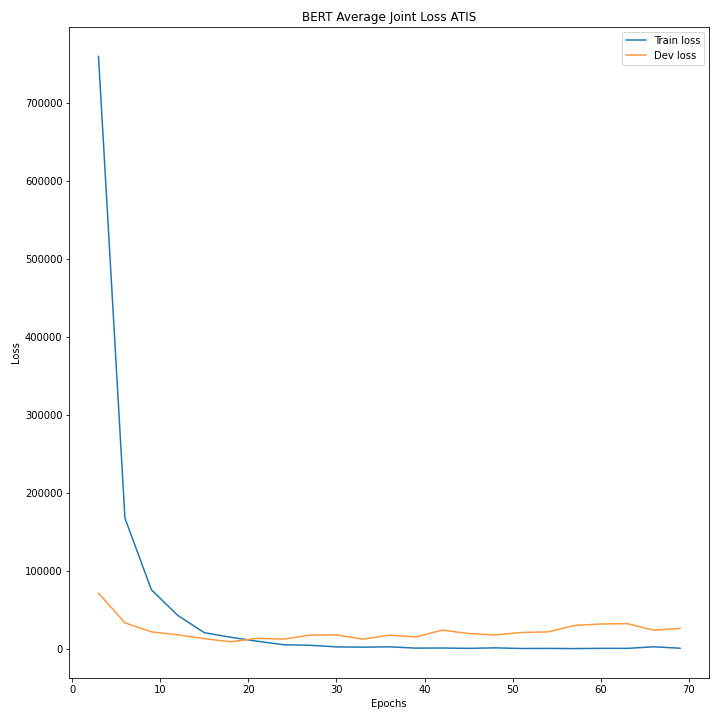 BERT Average Joint Loss ATIS
Train loss
Dev loss
700000
600000
500000
400000
300000
200000
100000
0
Loss
0 10 20 30 40 50 60 70
Epochs